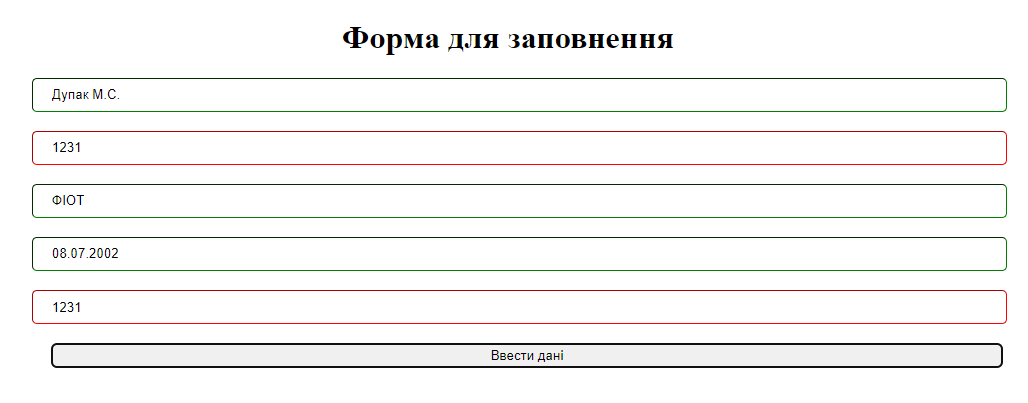 Форма для заповнення
Дупак М.С.
1231
ФІОТ
08.07.2002
1231
Ввести дані